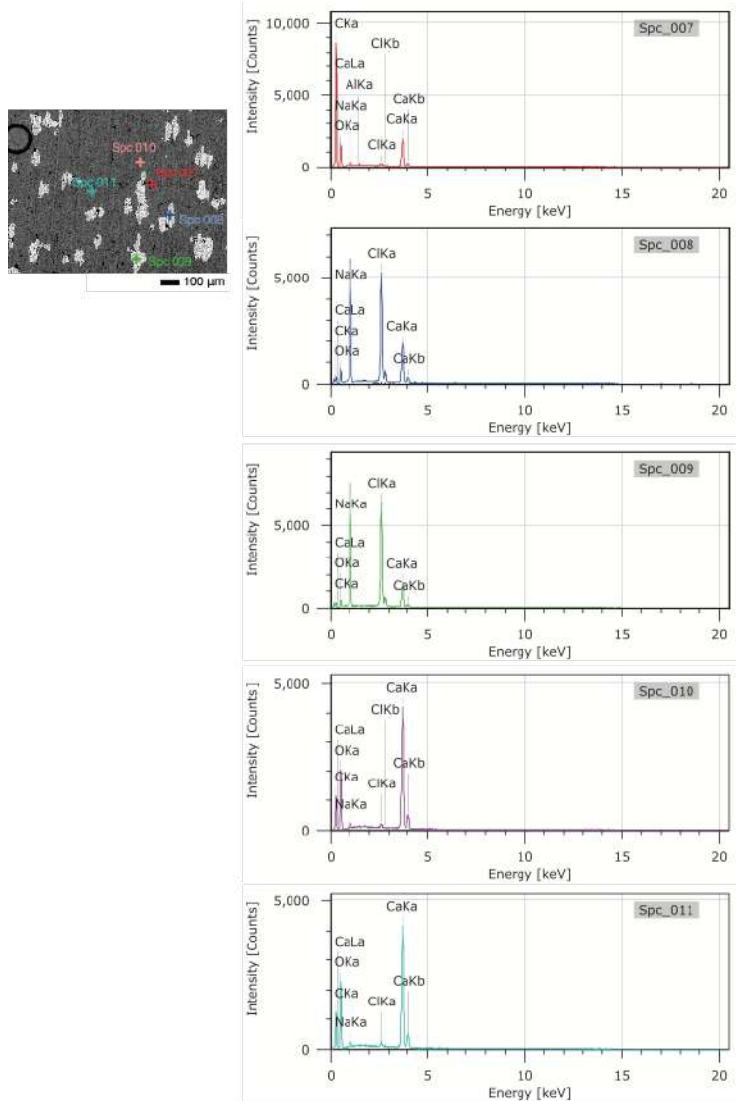 Spc 010
Spc 011
Spc 008
Spc 009
100 µm
10,000
5,000
0
Intensity [Counts]
CKa
CaLa
AlKa
NaKa
OKa
ClKb
ClKa
CaKb
CaKa
Spc_007
0 5 10 15 20
Energy [keV]
5,000
0
Intensity [Counts]
NaKa
CaLa
CKa
OKa
ClKa
CaKa
CaKb
Spc_008
0 5 10 15 20
Energy [keV]
5,000
0
Intensity [Counts]
NaKa
CaLa
OKa
CKa
ClKa
CaKa
CaKb
Spc_009
0 5 10 15 20
Energy [keV]
5,000
0
Intensity [Counts]
CaLa
OKa
CKa
NaKa
ClKb
ClKa
CaKa
CaKb
Spc_010
0 5 10 15 20
Energy [keV]
5,000
0
Intensity [Counts]
CaLa
OKa
CKa
NaKa
ClKa
CaKa
CaKb
Spc_011
0 5 10 15 20
Energy [keV]